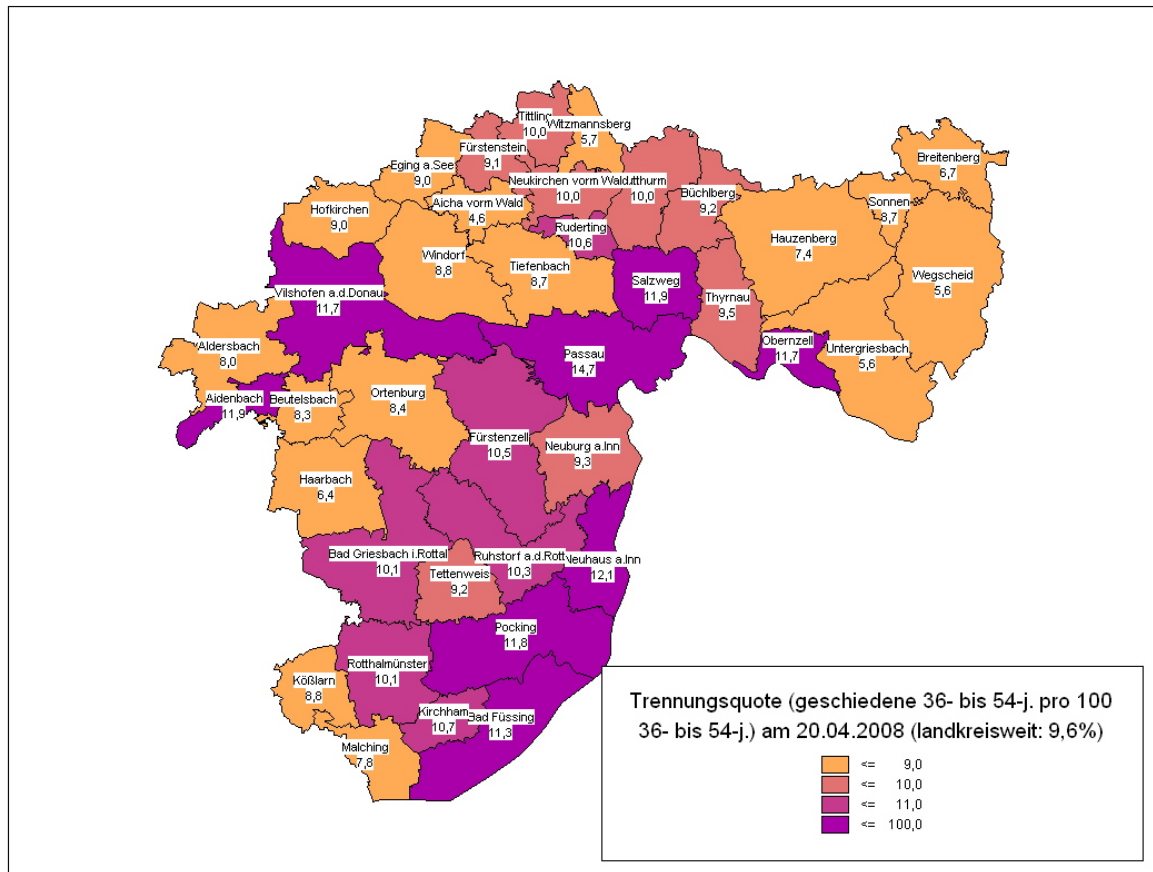 Tittling
10,0
Witzmannsberg
5,7
Fürstenstein
9,1
Eging a.See
9,0
Neukirchen vorm Wald
10,0
utthurm
10,0
Büchlberg
9,2
Breitenberg
6,7
Sonnen
8,7
Aicha vorm Wald
4,6
Hofkirchen
9,0
Ruderting
10,6
Hauzenberg
7,4
Windorf
8,8
Tiefenbach
8,7
Wegscheid
5,6
Salzweg
11,9
Thyrnau
9,5
Vilshofen a.d.Donau
11,7
Obernzell
11,7
Untergriesbach
5,6
Aldersbach
8,0
Passau
14,7
Aidenbach
11,9
Beutelsbach
8,3
Ortenburg
8,4
Fürstenzell
10,5
Neuburg a.Inn
9,3
Haarbach
6,4
Bad Griesbach i.Rottal
10,1
Ruhstorf a.d.Rott
10,3
Neuhaus a.Inn
12,1
Tettenweis
9,2
Pocking
11,8
Rotthalmünster
10,1
Kößlarn
8,8
Kirchham
10,7
Bad Füssing
11,3
Malching
7,8
Trennungsquote (geschiedene 36- bis 54-j. pro 100
36- bis 54-j.) am 20.04.2008 (landkreisweit: 9,6%)
<= 9,0
<= 10,0
<= 11,0
<= 100,0